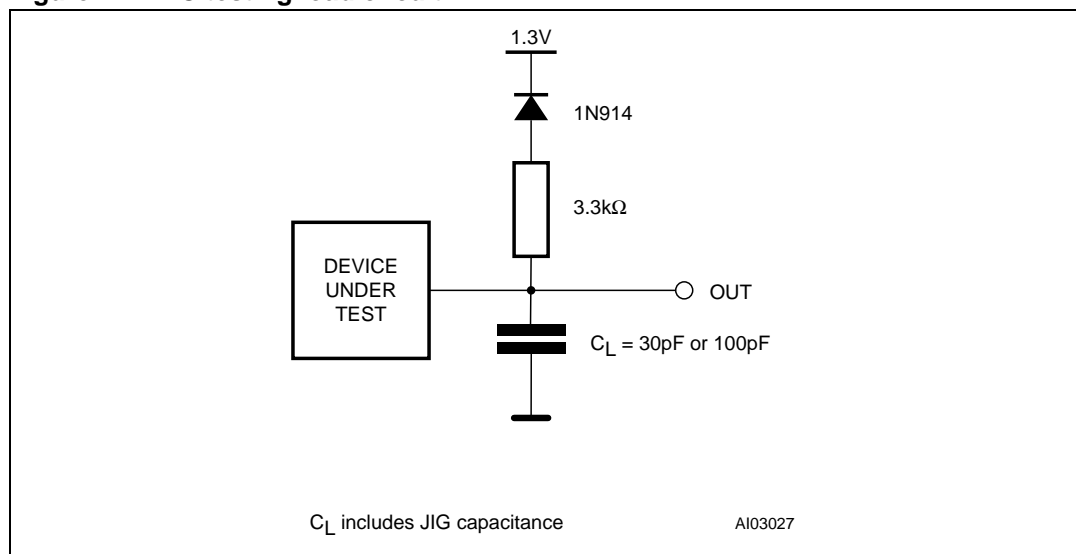 1.3V
1N914
3.3kΩ
DEVICE
UNDER
TEST
OUT
CL = 30pF or 100pF
CL includes JIG capacitance
AI03027